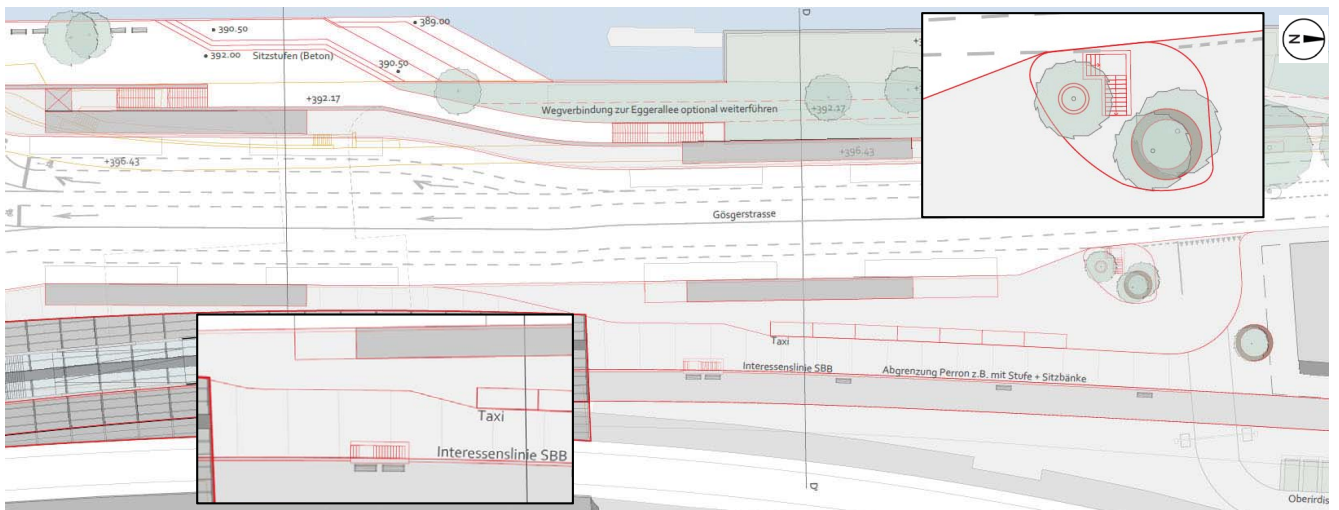 390.50
389.00
D
392.00 Sitzstufen (Beton)
390.50
+392.17
Wegverbindung zur Eggerallee optional weiterführen
+392.17
+396.43
+396.43
Gösgerstrasse
N
Taxi
Interessenslinie SBB
Abgrenzung Perron z.B. mit Stufe + Sitzbänke
Taxi
Interessenslinie SBB
D'
Oberirdis